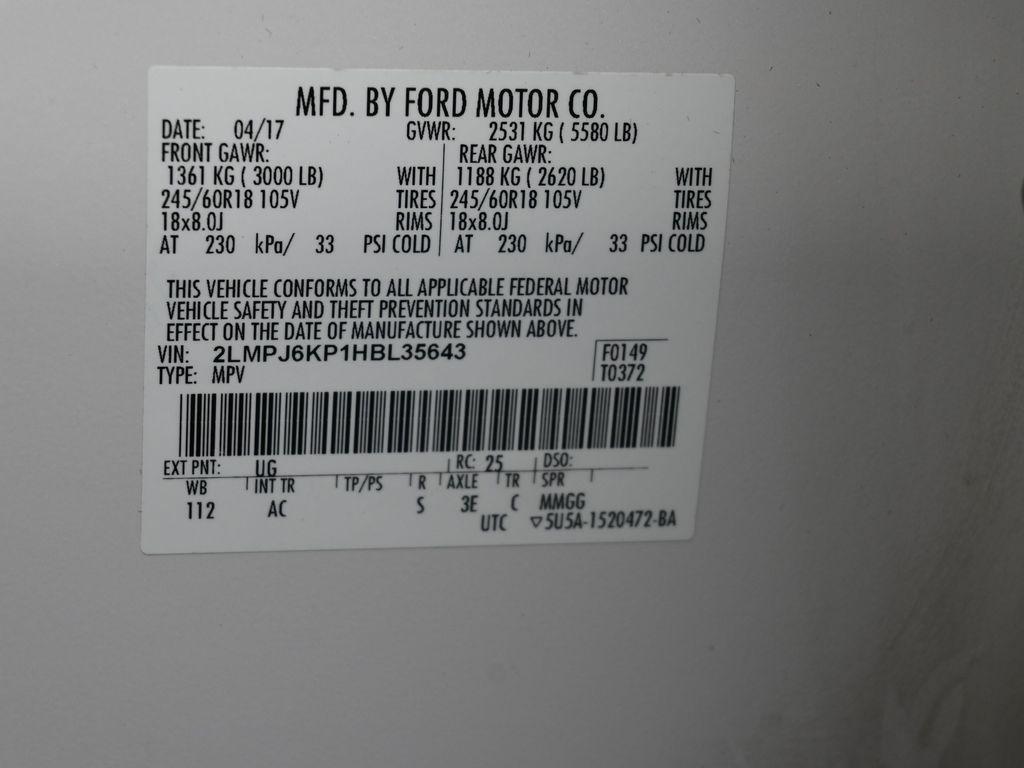 MFD. BY FORD MOTOR CO.
DATE: 04/17 GVWR: 2531 KG ( 5580 LB)
FRONT GAWR: REAR GAWR:
1361 KG ( 3000 LB) WITH 1188 KG ( 2620 LB) WITH
245/60R18 105V TIRES 245/60R18 105V TIRES
18x8.0J RIMS 18x8.0J RIMS
AT 230 kPa/ 33 PSI COLD AT 230 kPa/ 33 PSI COLD
THIS VEHICLE CONFORMS TO ALL APPLICABLE FEDERAL MOTOR
VEHICLE SAFETY AND THEFT PREVENTION STANDARDS IN
EFFECT ON THE DATE OF MANUFACTURE SHOWN ABOVE.
VIN: 2LMPJ6KP1HBL35643 F0149
TYPE: MPV T0372
EXT PNT: UG RC: 25 DSO:
WB INT TR TP/PS R AXLE TR SPR
112 AC S 3E C MMGG
UTC ▽5U5A-1520472-BA